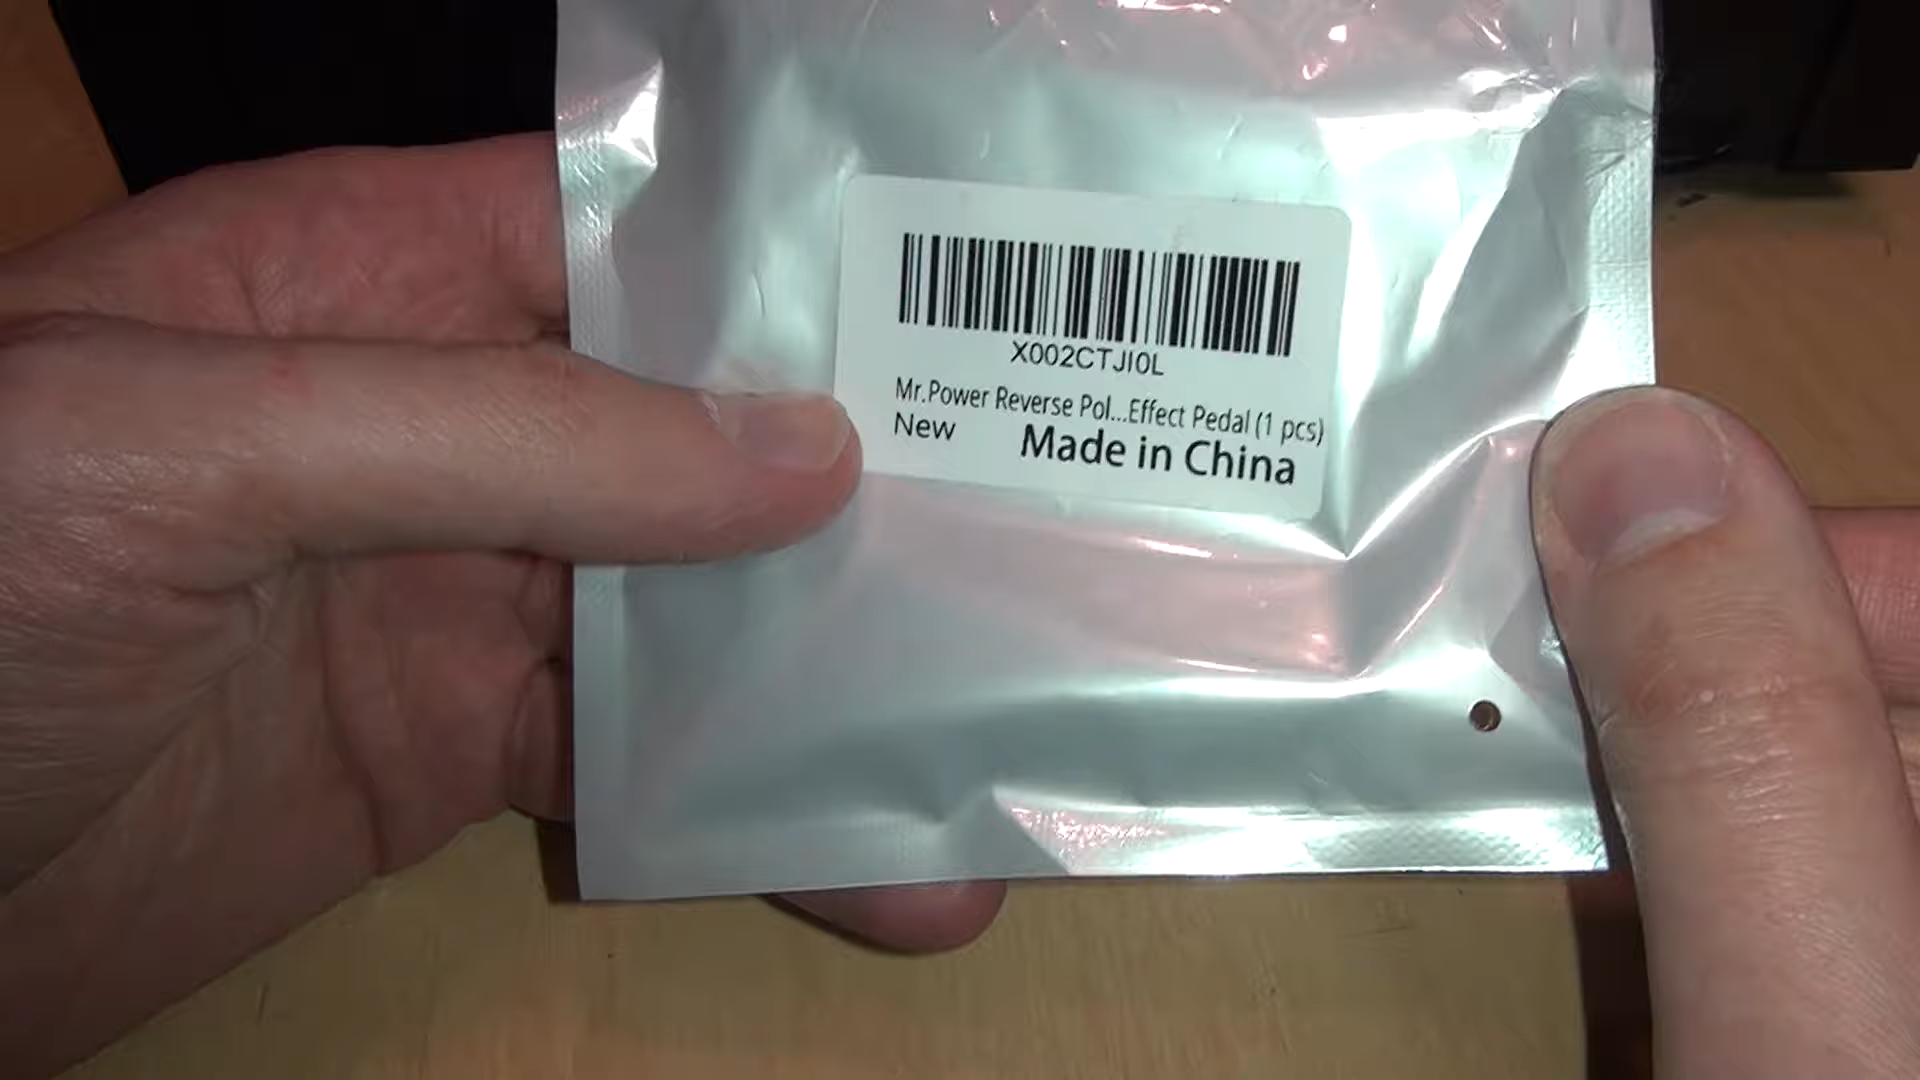 X002CTJI0L
Mr.Power Reverse Pol...Effect Pedal (1 pcs)
New
Made in China